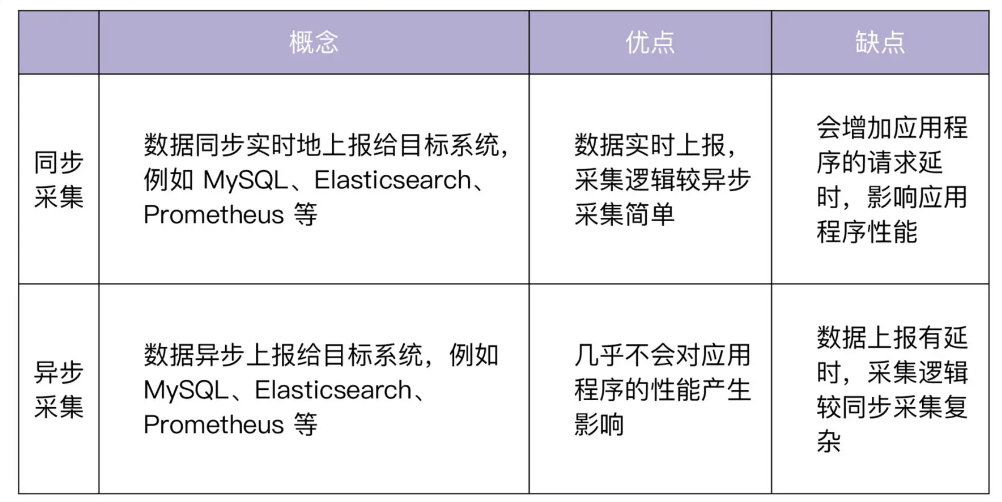 概念
优点
缺点
同步
采集
数据同步实时地上报给目标系统，
例如 MySQL、Elasticsearch、
Prometheus 等
数据实时上报，
采集逻辑较异步
采集简单
会增加应用程
序的请求延
时，影响应用
程序性能
异步
采集
数据异步上报给目标系统，例如
MySQL、Elasticsearch、
Prometheus 等
几乎不会对应用
程序的性能产生
影响
数据上报有延
时，采集逻辑
较同步采集复
杂